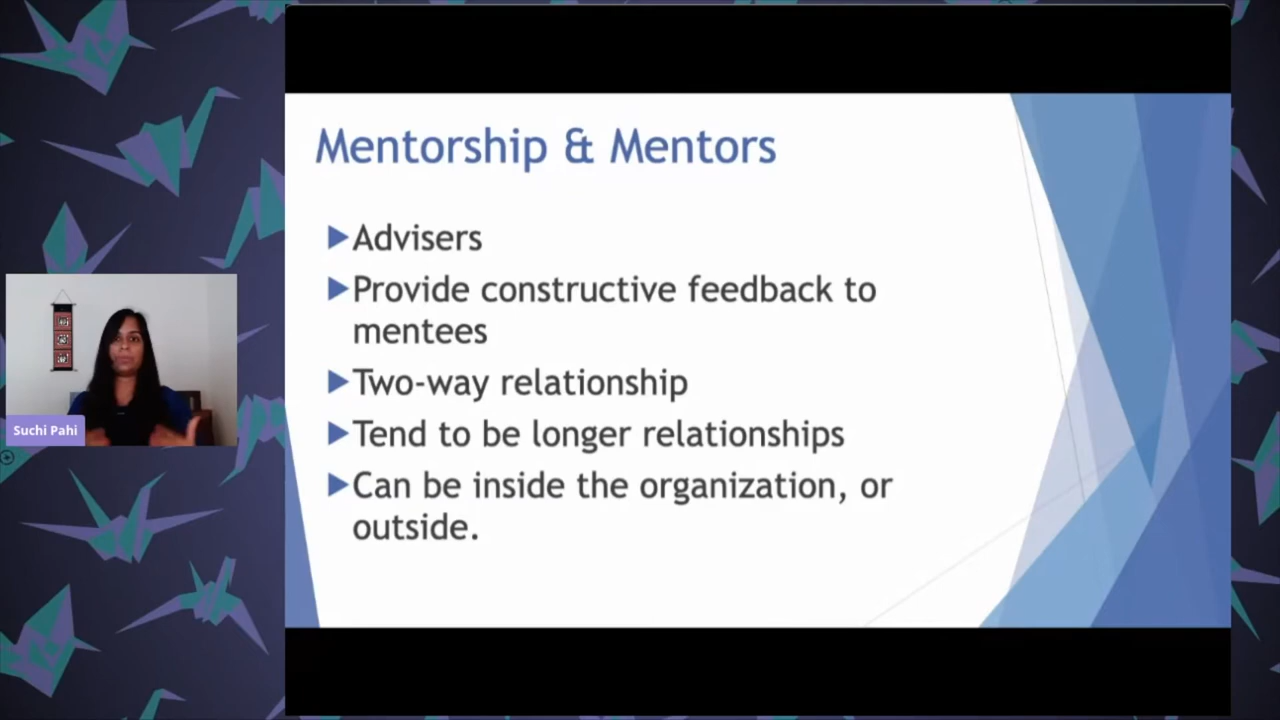 Mentorship & Mentors
Advisers
Provide constructive feedback to
mentees
Two-way relationship
Tend to be longer relationships
Can be inside the organization, or
outside.
Suchi Pahi